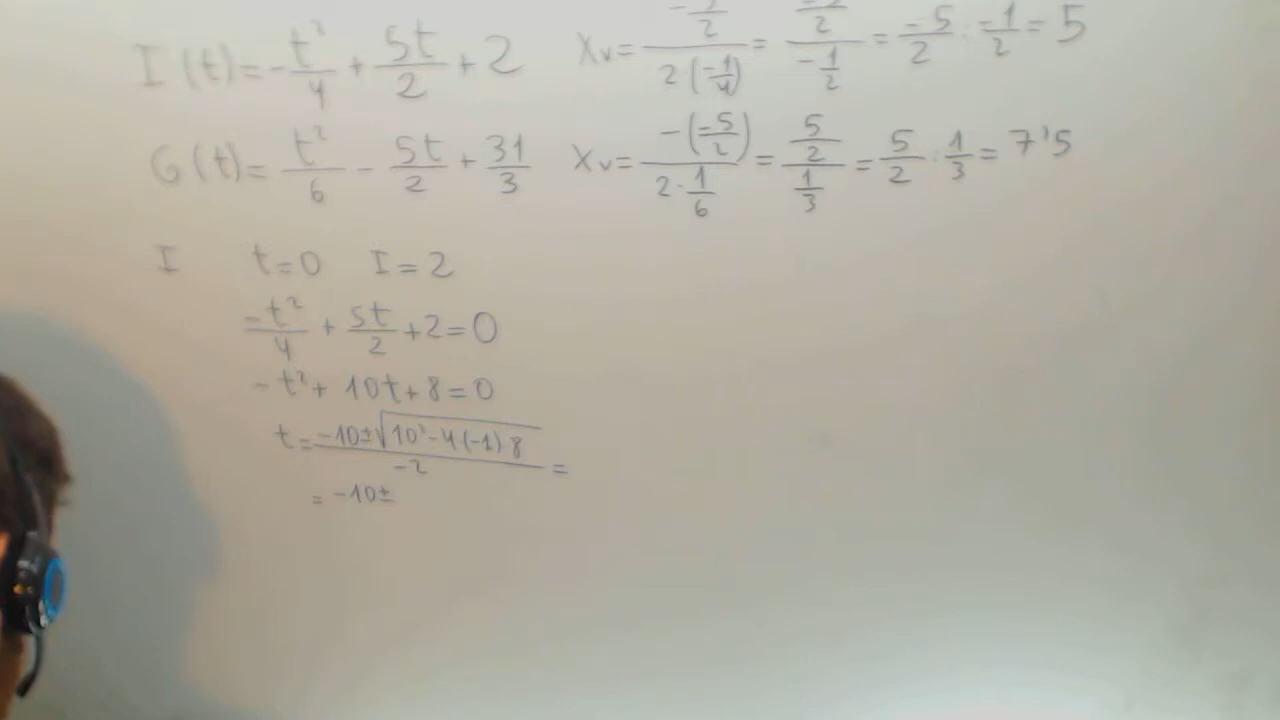 I(t) = -t²/4 + 5t/2 + 2   Xv = (-5/2)/(2(-1/4)) = (-5/2)/(-1/2) = -5/2 : -1/2 = 5
G(t) = t²/6 - 5t/2 + 31/3   Xv = (-(-5/2))/(2·1/6) = (5/2)/(1/3) = 5/2 : 1/3 = 7'5
I t=0 I=2
-t²/4 + 5t/2 + 2 = 0
-t² + 10t + 8 = 0
t = (-10±√(10²-4(-1)·8))/(-2) =
= -10±